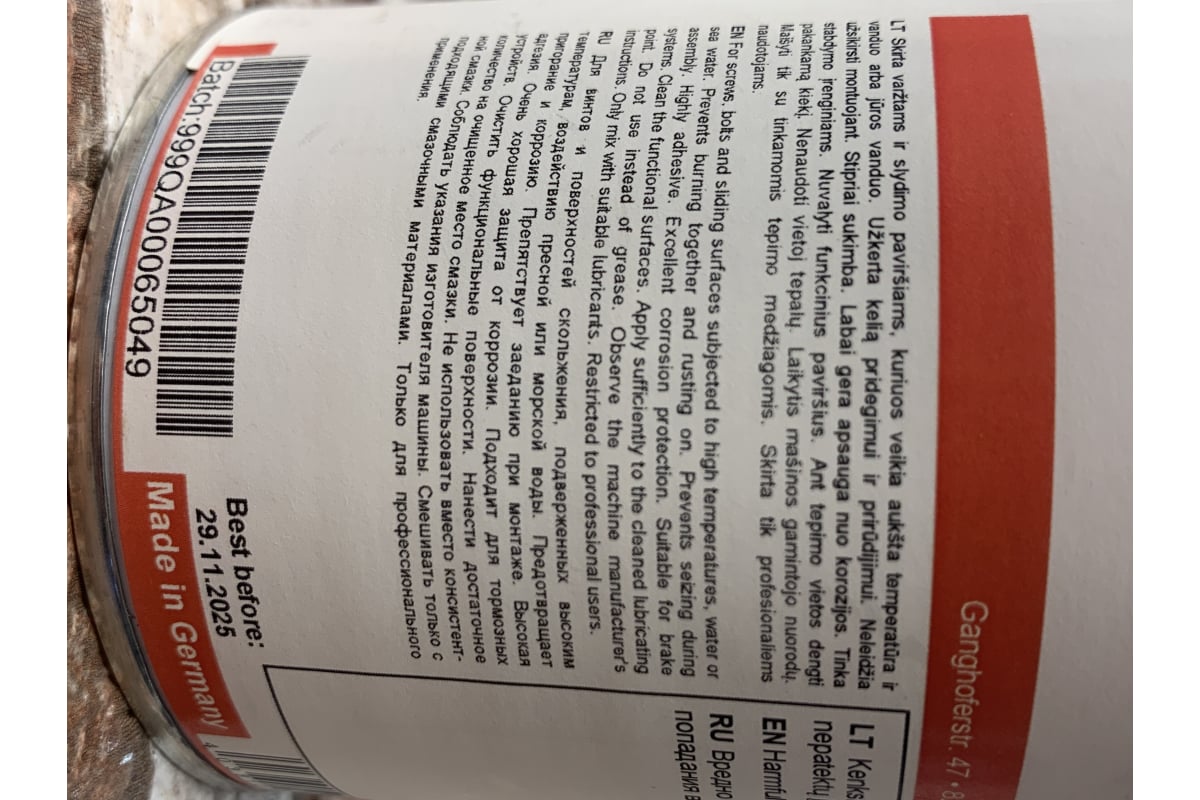 Ganghoferstr. 47 • 8
LT Skirta varžtams ir slydimo paviršiams, kuriuos veikia aukšta temperatūra ir
vanduo arba jūros vanduo. Užkerta kelią pridegimui ir prirūdijimui. Neleidžia
užsikirsti montuojant. Stipriai sukimba. Labai gera apsauga nuo korozijos. Tinka
stabdymo įrenginiams. Nuvalyti funkcinius paviršius. Ant tepimo vietos dengti
pakankamą kiekį. Nenaudoti vietoj tepalų. Laikytis mašinos gamintojo nuorodų.
Maišyti tik su tinkamomis tepimo medžiagomis. Skirta tik profesionaliems
naudotojams.
EN For screws, bolts and sliding surfaces subjected to high temperatures, water or
sea water. Prevents burning together and rusting on. Prevents seizing during
assembly. Highly adhesive. Excellent corrosion protection. Suitable for brake
systems. Clean the functional surfaces. Apply sufficiently to the cleaned lubricating
point. Do not use instead of grease. Observe the machine manufacturer's
instructions. Only mix with suitable lubricants. Restricted to professional users.
RU Для винтов и поверхностей скольжения, подверженных высоким
температурам, воздействию пресной или морской воды. Предотвращает
пригорание и коррозию. Препятствует заеданию при монтаже. Высокая
адгезия. Очень хорошая защита от коррозии. Подходит для тормозных
устройств. Очистить функциональные поверхности. Нанести достаточное
количество на очищенное место смазки. Не использовать вместо консистент-
ной смазки. Соблюдать указания изготовителя машины. Смешивать только с
подходящими смазочными материалами. Только для профессионального
применения.
LT Kenks
nepatektų
EN Harmful
RU Вредно
попадания в
Batch:999QA00065049
Best before:
29.11.2025
Made in Germany
4